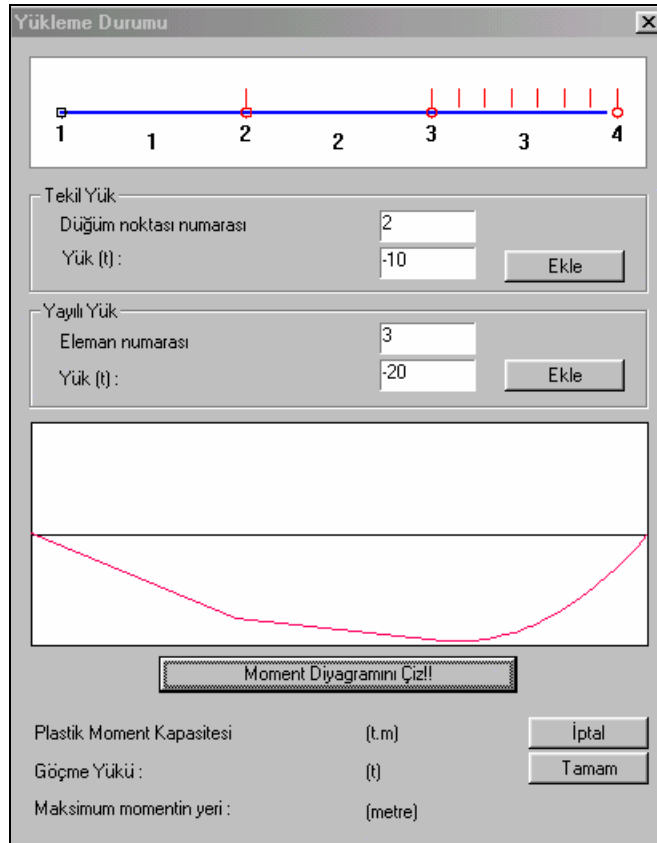 Yükleme Durumu
1 1 2 2 3 3 4
Tekil Yük
Düğüm noktası numarası 2
Yük (t) : -10 Ekle
Yayılı Yük
Eleman numarası 3
Yük (t) : -20 Ekle
Moment Diyagramını Çiz!!
Plastik Moment Kapasitesi (t.m) İptal
Göçme Yükü : (t) Tamam
Maksimum momentin yeri : (metre)